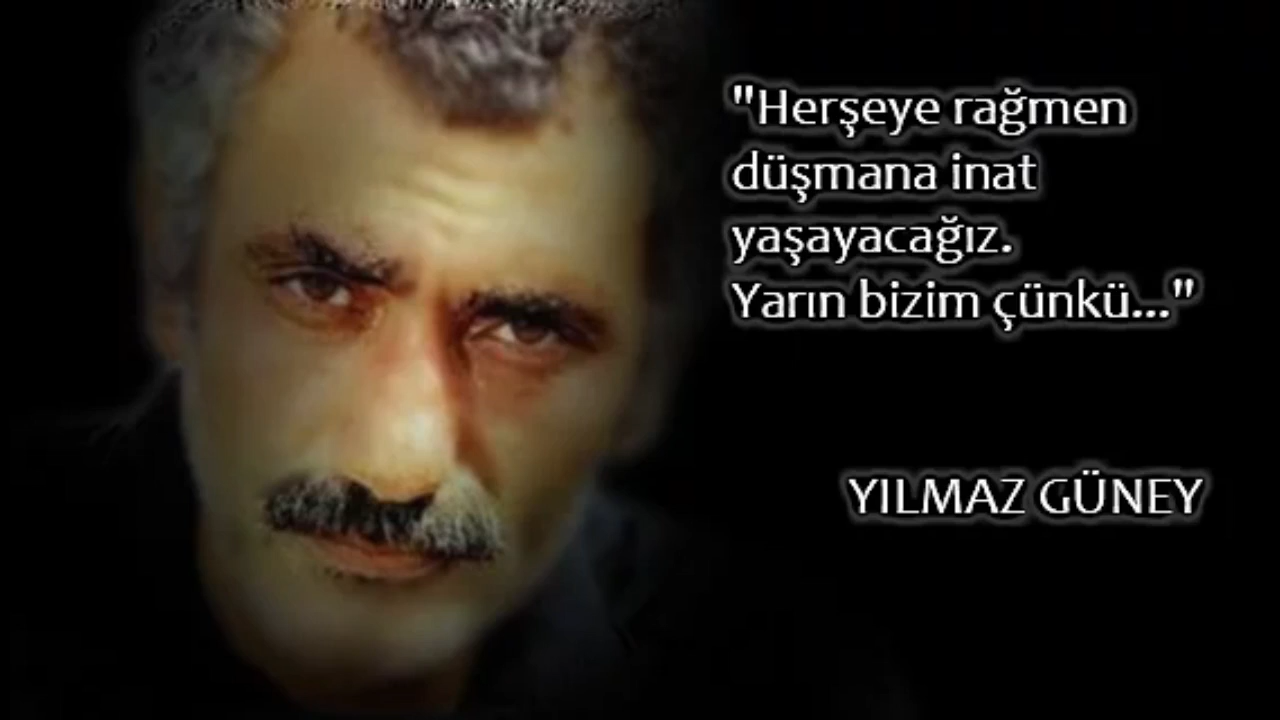 "Herşeye rağmen
düşmana inat
yaşayacağız.
Yarın bizim çünkü..."
YILMAZ GÜNEY